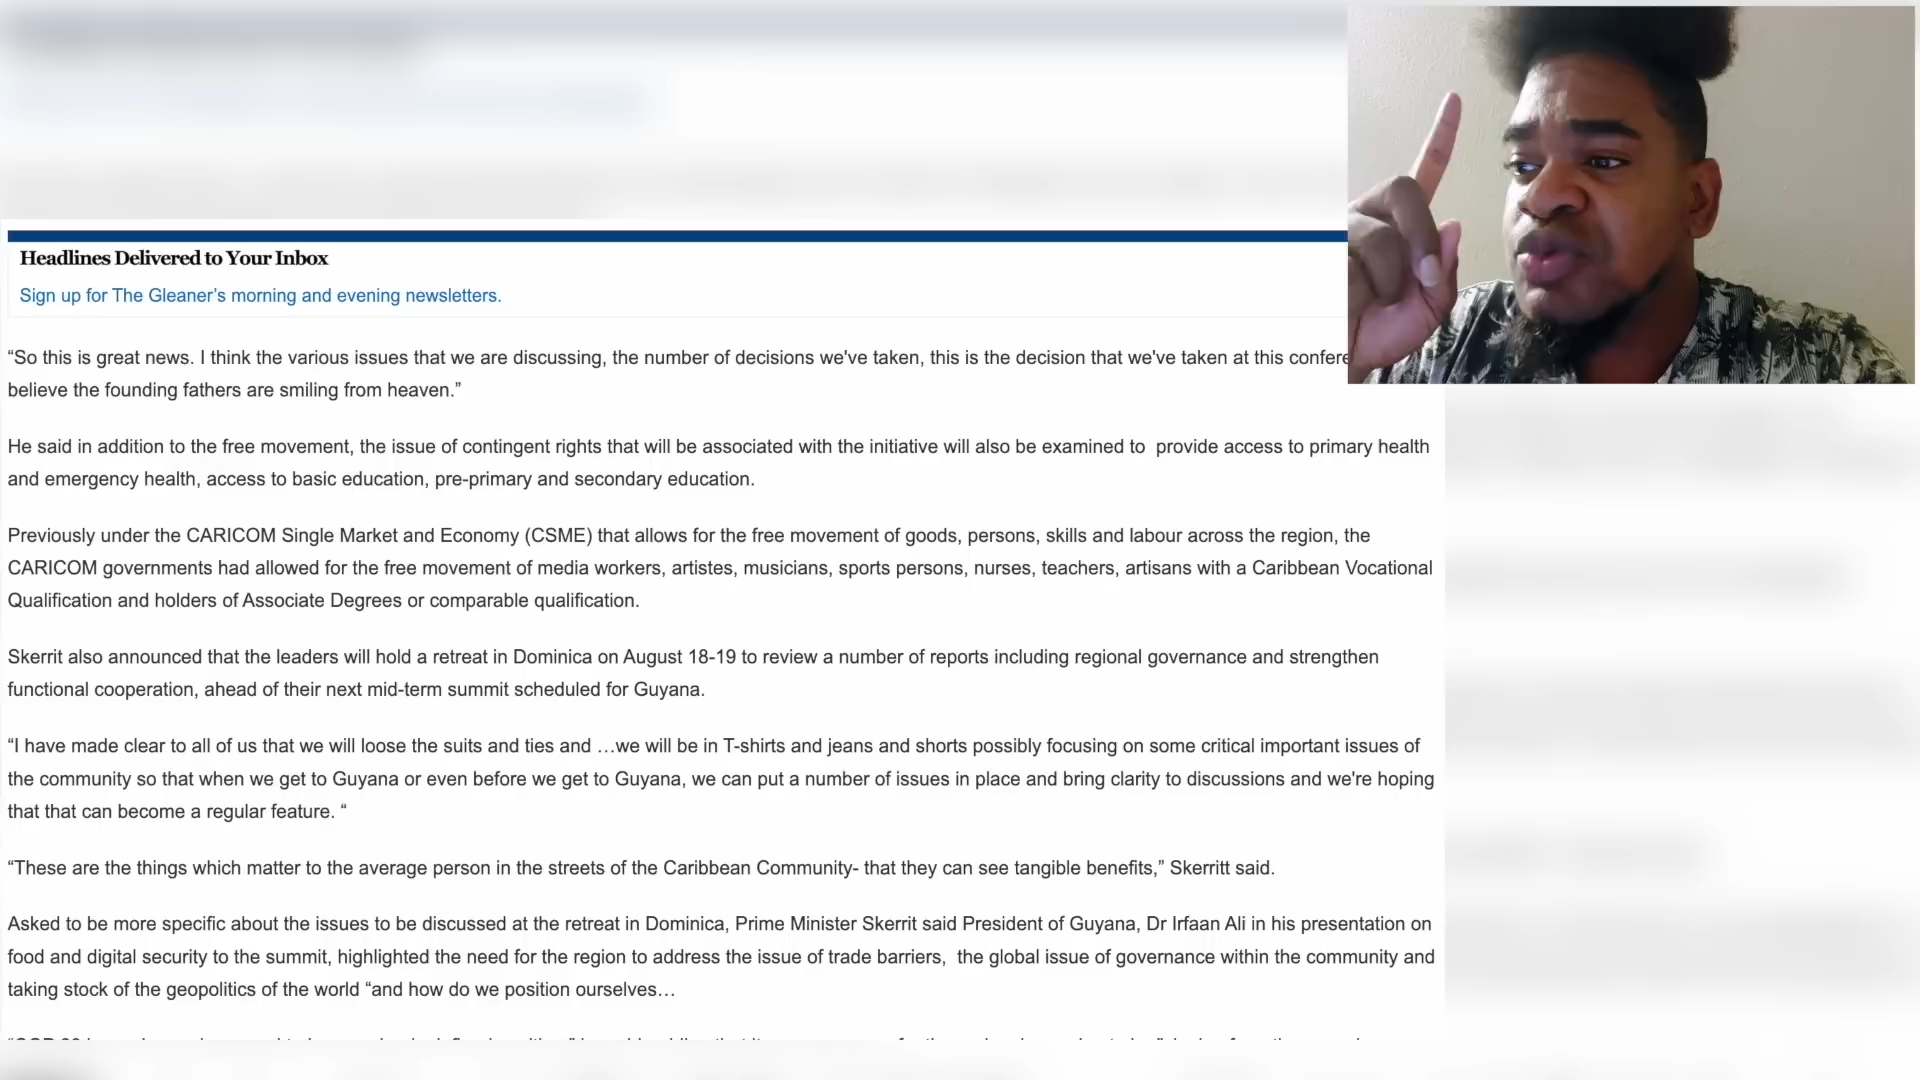 Headlines Delivered to Your Inbox
Sign up for The Gleaner’s morning and evening newsletters.
“So this is great news. I think the various issues that we are discussing, the number of decisions we've taken, this is the decision that we've taken at this
believe the founding fathers are smiling from heaven.”
He said in addition to the free movement, the issue of contingent rights that will be associated with the initiative will also be examined to  provide access to primary health
and emergency health, access to basic education, pre-primary and secondary education.
Previously under the CARICOM Single Market and Economy (CSME) that allows for the free movement of goods, persons, skills and labour across the region, the
CARICOM governments had allowed for the free movement of media workers, artistes, musicians, sports persons, nurses, teachers, artisans with a Caribbean Vocational
Qualification and holders of Associate Degrees or comparable qualification.
Skerrit also announced that the leaders will hold a retreat in Dominica on August 18-19 to review a number of reports including regional governance and strengthen
functional cooperation, ahead of their next mid-term summit scheduled for Guyana.
“I have made clear to all of us that we will loose the suits and ties and …we will be in T-shirts and jeans and shorts possibly focusing on some critical important issues of
the community so that when we get to Guyana or even before we get to Guyana, we can put a number of issues in place and bring clarity to discussions and we're hoping
that that can become a regular feature. “
“These are the things which matter to the average person in the streets of the Caribbean Community- that they can see tangible benefits,” Skerritt said.
Asked to be more specific about the issues to be discussed at the retreat in Dominica, Prime Minister Skerrit said President of Guyana, Dr Irfaan Ali in his presentation on
food and digital security to the summit, highlighted the need for the region to address the issue of trade barriers,  the global issue of governance within the community and
taking stock of the geopolitics of the world “and how do we position ourselves…